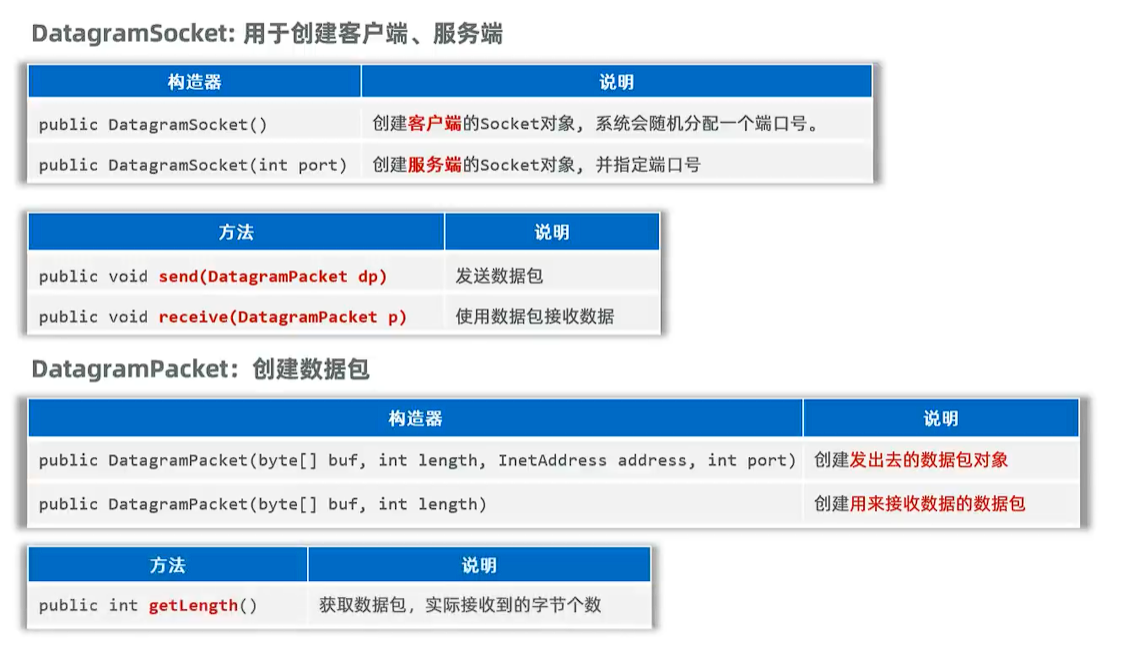 DatagramSocket: 用于创建客户端、服务端
构造器 说明
public DatagramSocket() 创建客户端的Socket对象, 系统会随机分配一个端口号。
public DatagramSocket(int port) 创建服务端的Socket对象, 并指定端口号
方法 说明
public void send(DatagramPacket dp) 发送数据包
public void receive(DatagramPacket p) 使用数据包接收数据
DatagramPacket：创建数据包
构造器 说明
public DatagramPacket(byte[] buf, int length, InetAddress address, int port) 创建发出去的数据包对象
public DatagramPacket(byte[] buf, int length) 创建用来接收数据的数据包
方法 说明
public int getLength() 获取数据包，实际接收到的字节个数